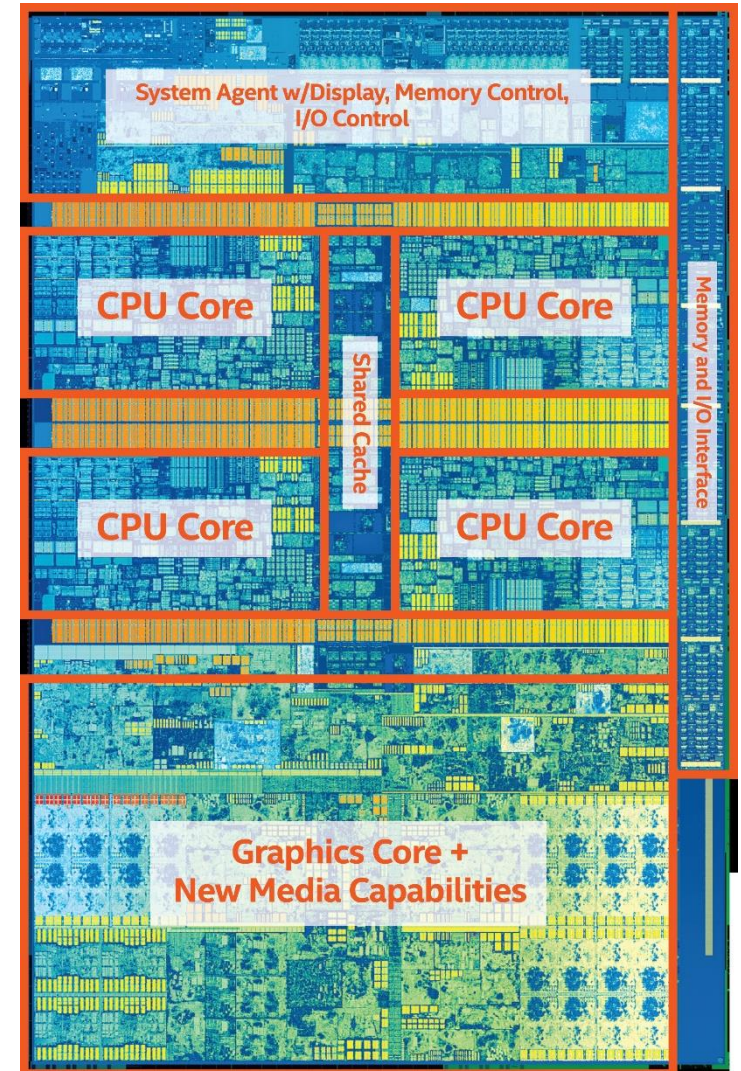 System Agent w/Display, Memory Control,
I/O Control
CPU Core
CPU Core
Shared Cache
Memory and I/O Interface
CPU Core
CPU Core
Graphics Core +
New Media Capabilities